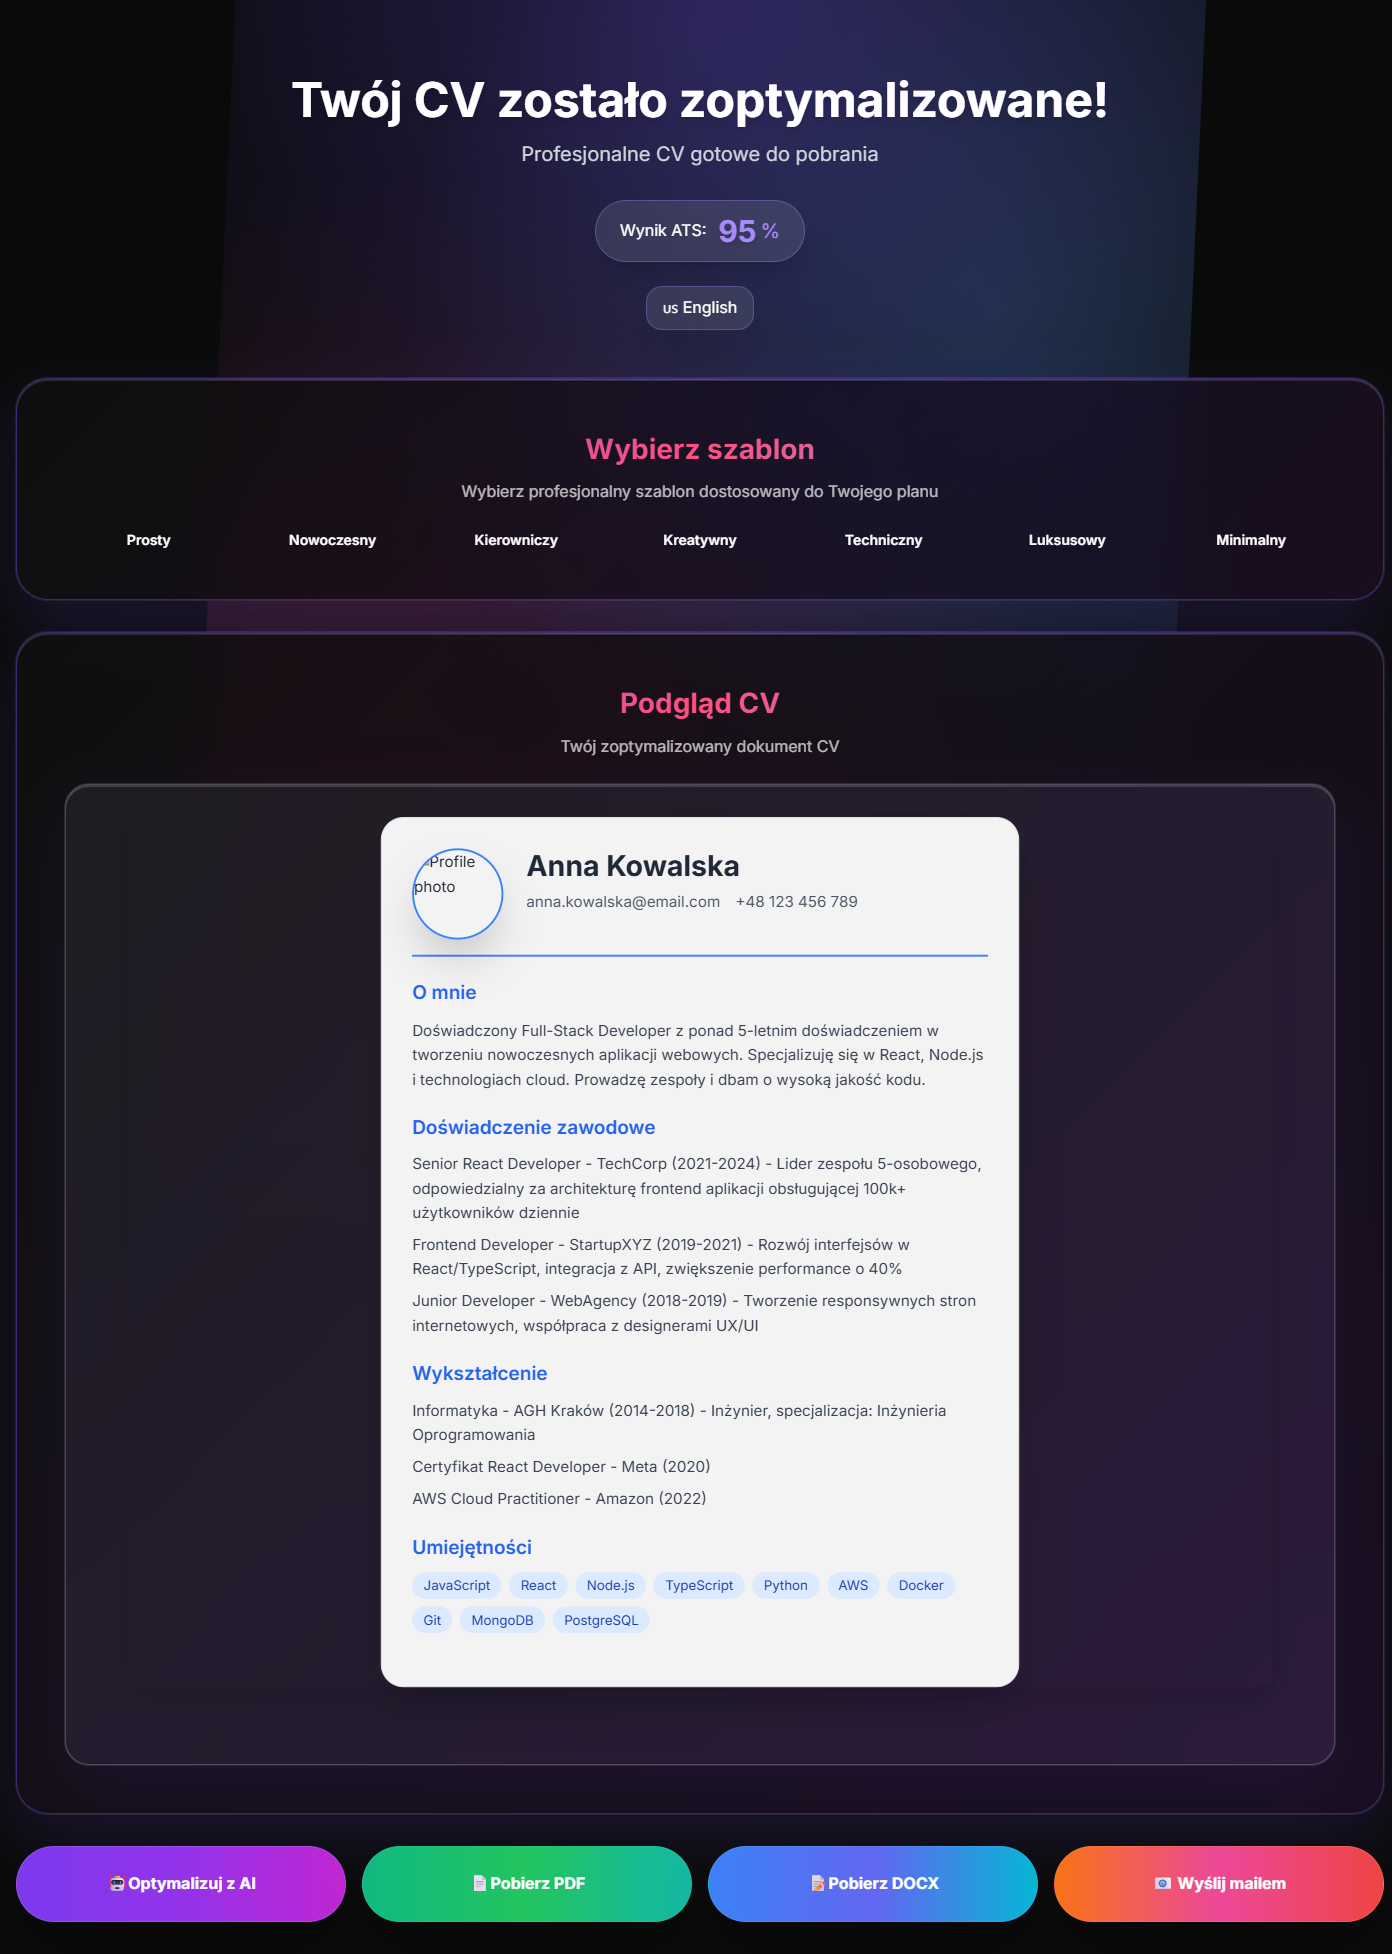 Twój CV zostało zoptymalizowane!
Profesjonalne CV gotowe do pobrania
Wynik ATS: 95 %
US English
Wybierz szablon
Wybierz profesjonalny szablon dostosowany do Twojego planu
Prosty Nowoczesny Kierowniczy Kreatywny Techniczny Luksusowy Minimalny
Podgląd CV
Twój zoptymalizowany dokument CV
Profile
photo
Anna Kowalska
anna.kowalska@email.com +48 123 456 789
O mnie
Doświadczony Full-Stack Developer z ponad 5-letnim doświadczeniem w
tworzeniu nowoczesnych aplikacji webowych. Specjalizuję się w React, Node.js
i technologiach cloud. Prowadzę zespoły i dbam o wysoką jakość kodu.
Doświadczenie zawodowe
Senior React Developer - TechCorp (2021-2024) - Lider zespołu 5-osobowego,
odpowiedzialny za architekturę frontend aplikacji obsługującej 100k+
użytkowników dziennie
Frontend Developer - StartupXYZ (2019-2021) - Rozwój interfejsów w
React/TypeScript, integracja z API, zwiększenie performance o 40%
Junior Developer - WebAgency (2018-2019) - Tworzenie responsywnych stron
internetowych, współpraca z designerami UX/UI
Wykształcenie
Informatyka - AGH Kraków (2014-2018) - Inżynier, specjalizacja: Inżynieria
Oprogramowania
Certyfikat React Developer - Meta (2020)
AWS Cloud Practitioner - Amazon (2022)
Umiejętności
JavaScript React Node.js TypeScript Python AWS Docker
Git MongoDB PostgreSQL
Optymalizuj z AI Pobierz PDF Pobierz DOCX Wyślij mailem